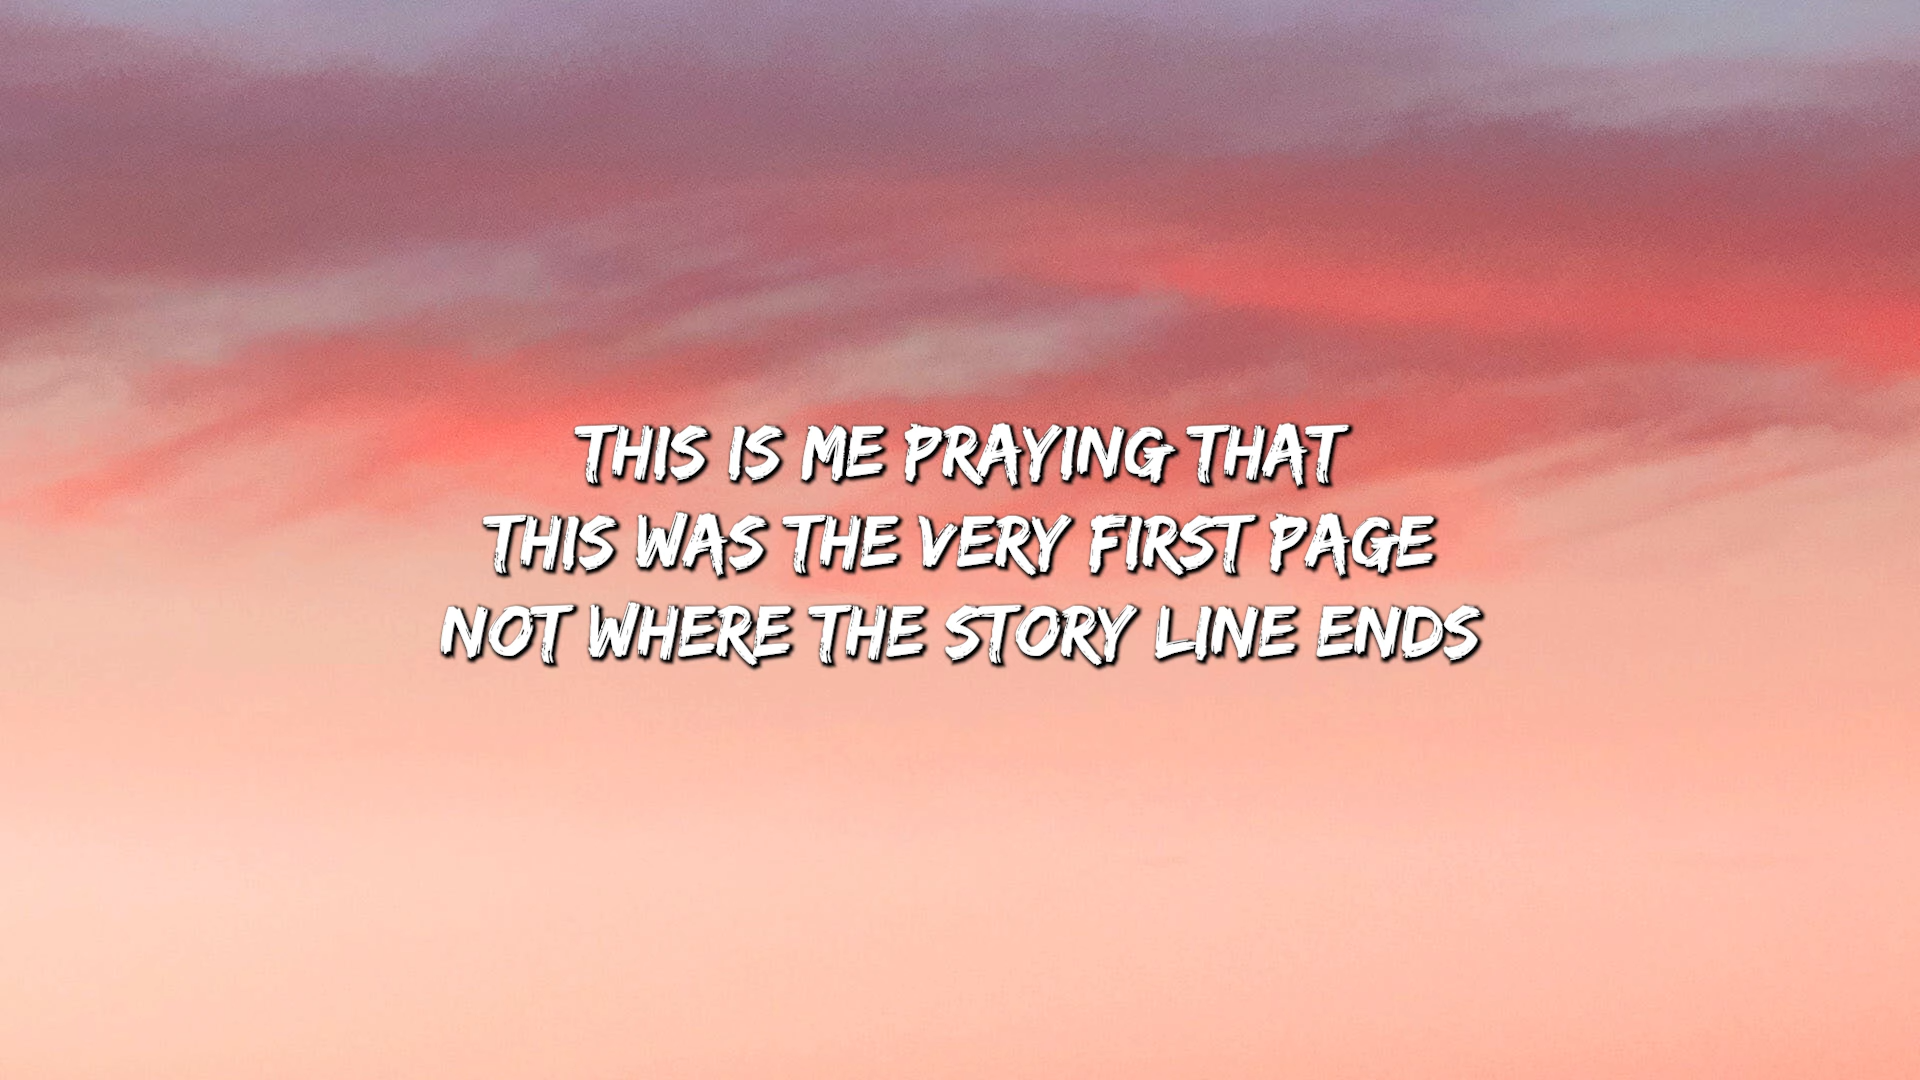 THIS IS ME PRAYING THAT
THIS WAS THE VERY FIRST PAGE
NOT WHERE THE STORY LINE ENDS